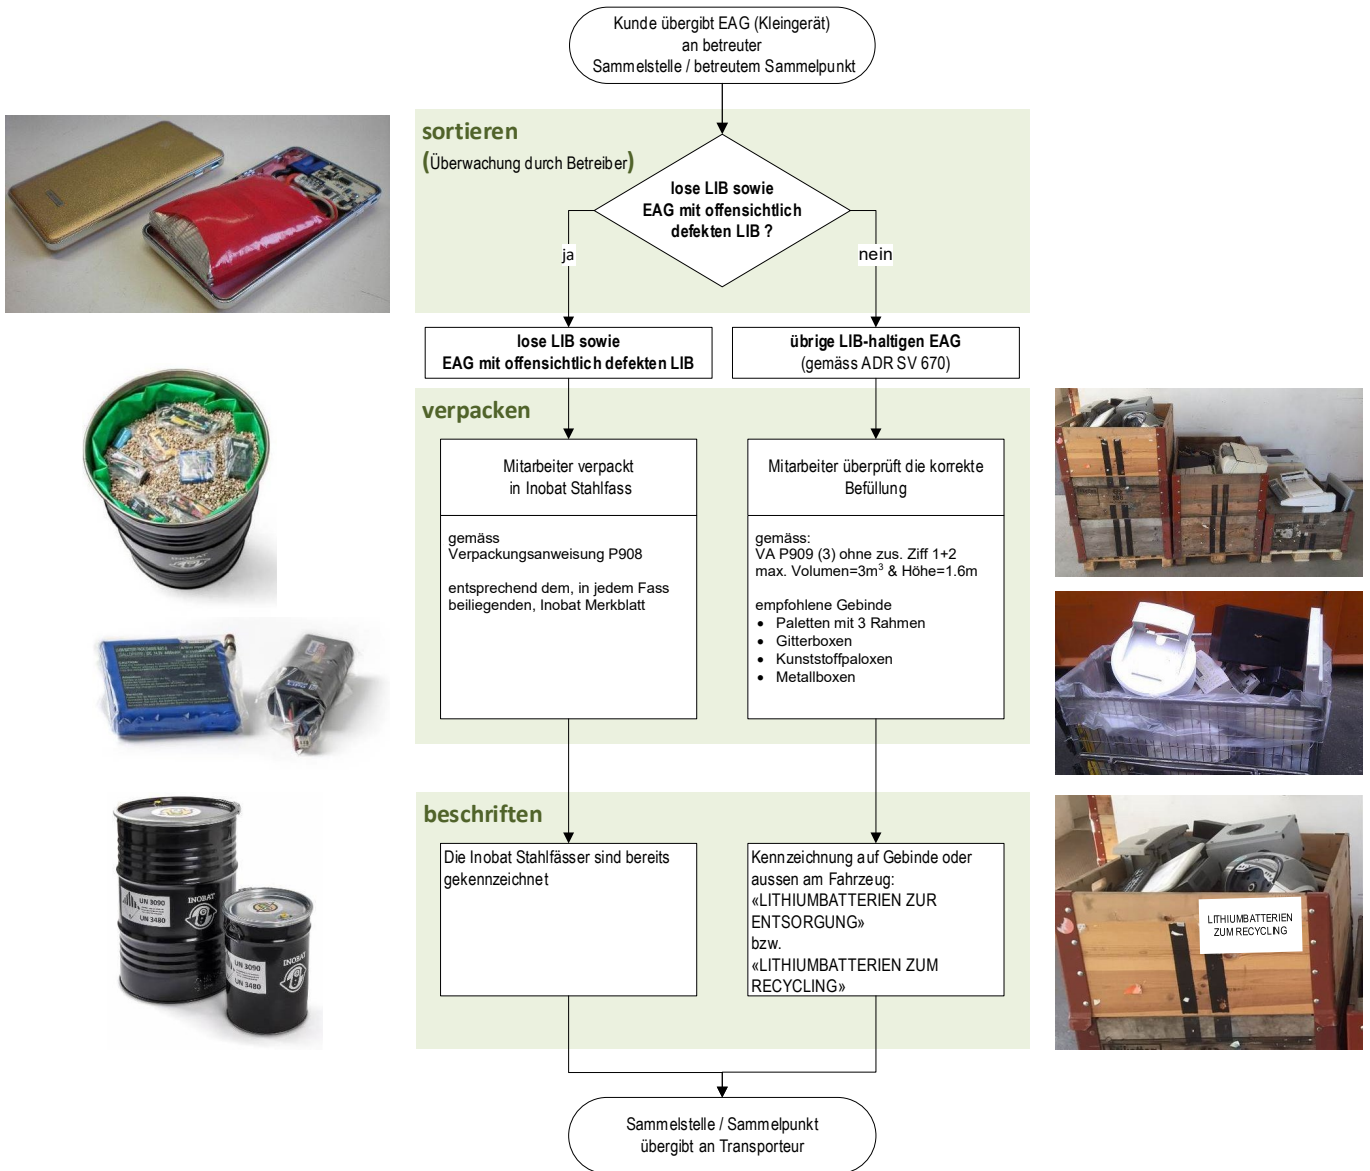 Kunde übergibt EAG (Kleingerät)
an betreuter
Sammelstelle / betreutem Sammelpunkt
sortieren
(Überwachung durch Betreiber)
lose LIB sowie
EAG mit offensichtlich
defekten LIB ?
ja
nein
lose LIB sowie
EAG mit offensichtlich defekten LIB
übrige LIB-haltigen EAG
(gemäss ADR SV 670)
verpacken
Mitarbeiter verpackt
in Inobat Stahlfass
gemäss
Verpackungsanweisung P908
entsprechend dem, in jedem Fass
beiliegenden, Inobat Merkblatt
Mitarbeiter überprüft die korrekte
Befüllung
gemäss:
VA P909 (3) ohne zus. Ziff 1+2
max. Volumen=3m³ & Höhe=1.6m
empfohlene Gebinde
• Paletten mit 3 Rahmen
• Gitterboxen
• Kunststoffpaloxen
• Metallboxen
beschriften
Die Inobat Stahlfässer sind bereits
gekennzeichnet
Kennzeichnung auf Gebinde oder
aussen am Fahrzeug:
«LITHIUMBATTERIEN ZUR
ENTSORGUNG»
bzw.
«LITHIUMBATTERIEN ZUM
RECYCLING»
Sammelstelle / Sammelpunkt
übergibt an Transporteur
INOBAT
UN 3090
UN 3480
INOBAT
UN 3090
UN 3480
INOBAT
LITHIUMBATTERIEN
ZUM RECYCLING